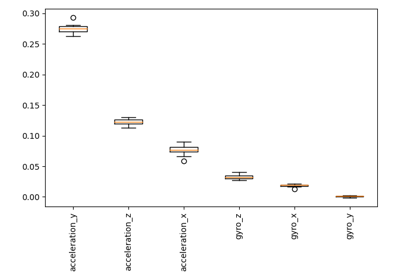 0.30
0.25
0.20
0.15
0.10
0.05
0.00
acceleration_y
acceleration_z
acceleration_x
gyro_z
gyro_x
gyro_y